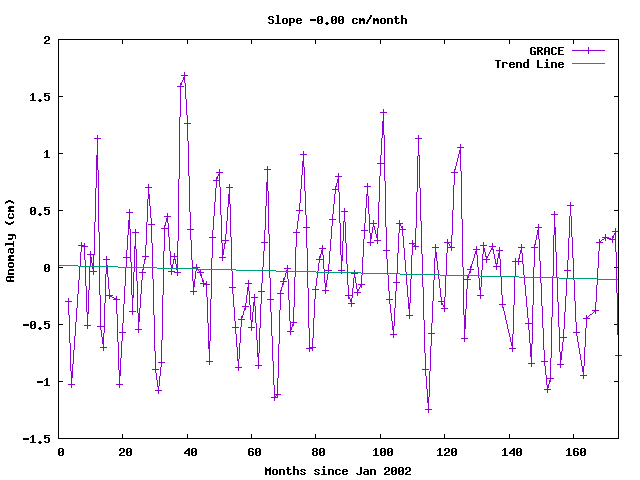 Slope -0.00 cm/month
GRACE
Trend Line
2
1.5
1
0.5
0
-0.5
-1
-1.5
Anomaly (cm)
0 20 40 60 80 100 120 140 160
Months since Jan 2002